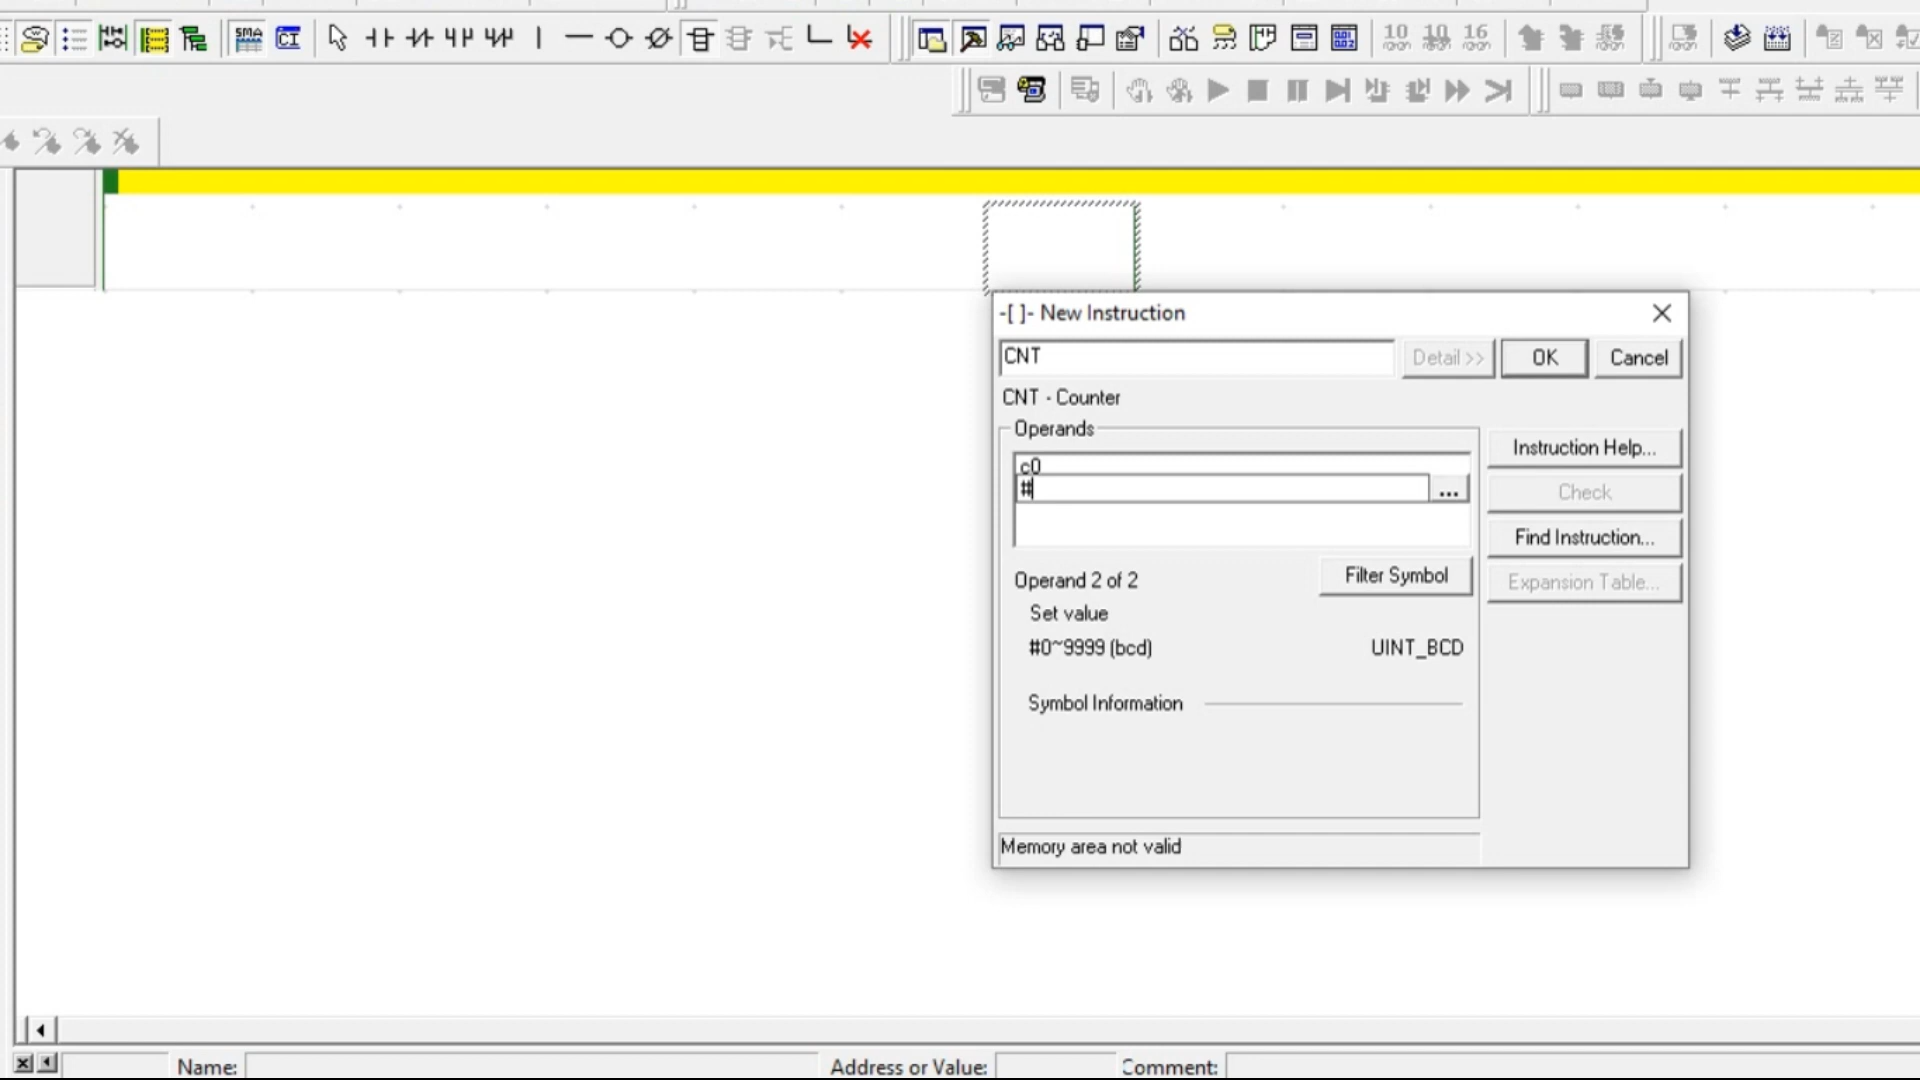 SMA
CI
10
10
16
-[ ]- New Instruction
CNT
Detail >>
OK
Cancel
CNT - Counter
Operands
c0
#
...
Instruction Help...
Check
Find Instruction...
Expansion Table...
Operand 2 of 2
Filter Symbol
Set value
#0~9999 (bcd)
UINT_BCD
Symbol Information
Memory area not valid
Name:
Address or Value:
Comment: